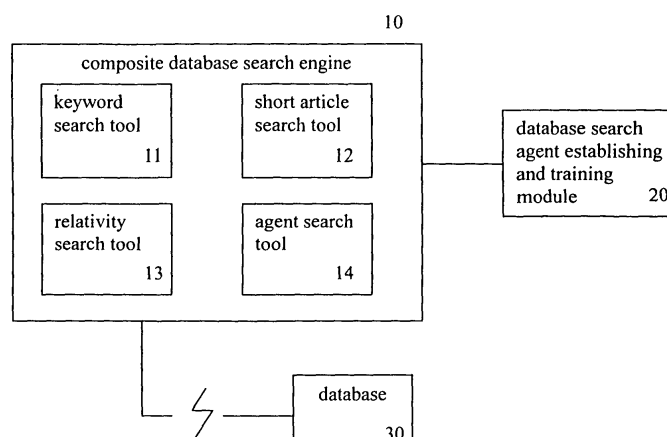 10
composite database search engine
keyword
search tool
11
short article
search tool
12
relativity
search tool
13
agent search
tool
14
database search
agent establishing
and training
module
20
database
30